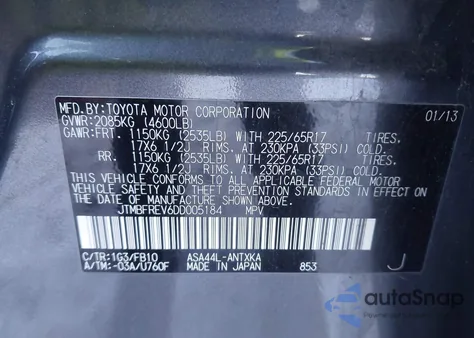 MFD.BY:TOYOTA MOTOR CORPORATION 01/13
GVWR:2085KG (4600LB)
GAWR:FRT. 1150KG (2535LB) WITH 225/65R17 TIRES,
17X6 1/2J RIMS, AT 230KPA (33PSI) COLD
RR. 1150KG (2535LB) WITH 225/65R17 TIRES,
17X6 1/2J RIMS, AT 230KPA (33PSI) COLD
THIS VEHICLE CONFORMS TO ALL APPLICABLE FEDERAL MOTOR
VEHICLE SAFETY, THEFT PREVENTION STANDARDS IN EFFECT
ON THE DATE OF MANUFACTURE SHOWN ABOVE.
JTMBFREV6DD005184 MPV
C/TR:1G3/FB10 ASA44L-ANTXKA
A/TM:-03A/U760F MADE IN JAPAN 853 J
autoSnap